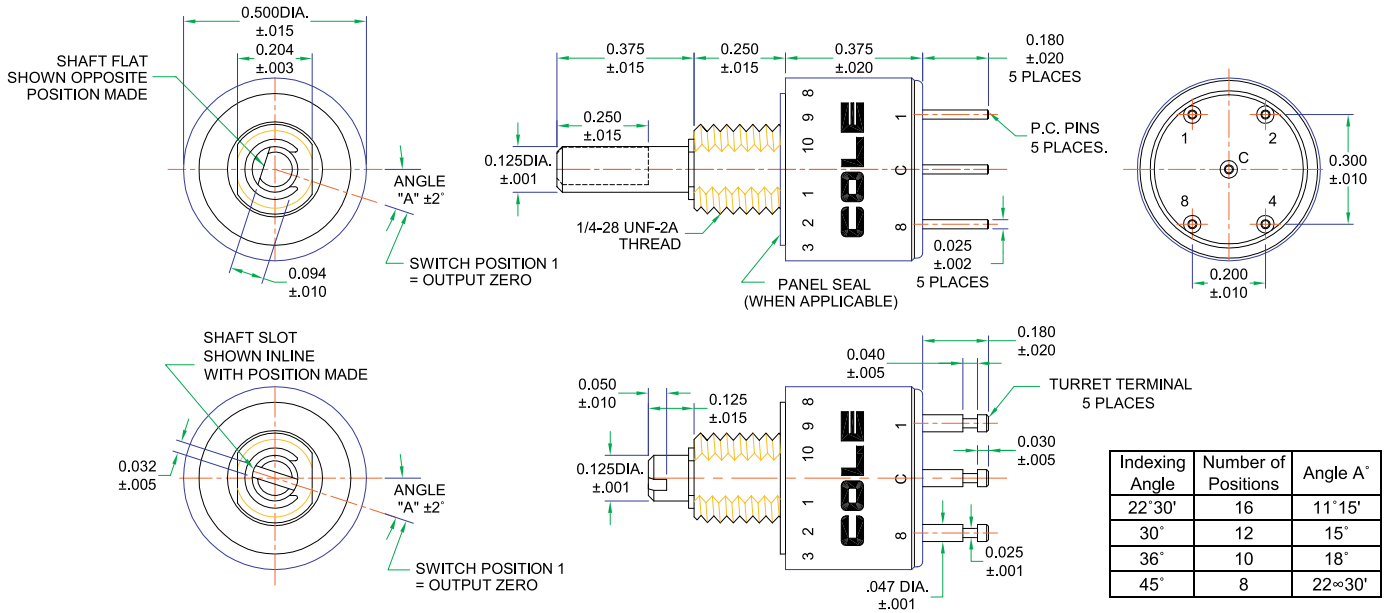 0.500DIA.
±.015
0.204
±.003
SHAFT FLAT
SHOWN OPPOSITE
POSITION MADE
ANGLE
"A" ±2°
SWITCH POSITION 1
= OUTPUT ZERO
0.094
±.010
0.375
±.015
0.250
±.015
0.375
±.020
0.180
±.020
5 PLACES
0.250
±.015
0.125DIA.
±.001
1/4-28 UNF-2A
THREAD
8
9
10
1
2
3
COLE
1
C
8
P.C. PINS
5 PLACES.
0.025
±.002
5 PLACES
PANEL SEAL
(WHEN APPLICABLE)
1
2
C
8
4
0.300
±.010
0.200
±.010
SHAFT SLOT
SHOWN INLINE
WITH POSITION MADE
0.032
±.005
ANGLE
"A" ±2°
SWITCH POSITION 1
= OUTPUT ZERO
0.050
±.010
0.125
±.015
0.125DIA.
±.001
8
9
10
1
2
3
COLE
1
C
8
0.180
±.020
0.040
±.005
TURRET TERMINAL
5 PLACES
0.030
±.005
0.025
±.001
.047 DIA.
±.001
Indexing Angle Number of Positions Angle A°
22°30' 16 11°15'
30° 12 15°
36° 10 18°
45° 8 22∞30'